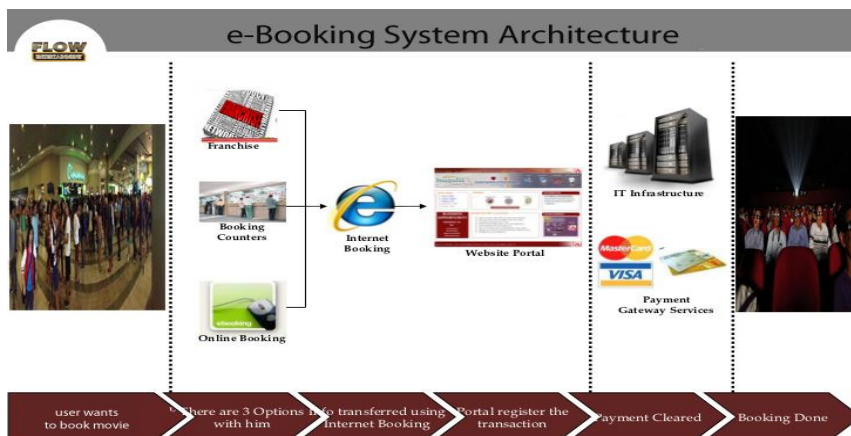 e-Booking System Architecture
FLOW
FRANCHISE
Franchise
Booking
Counters
ebooking
Online Booking
Internet
Booking
Website Portal
IT Infrastructure
MasterCard
VISA
Payment
Gateway Services
user wants
to book movie
There are 3 Options
with him
Info transferred using
Internet Booking
Portal register the
transaction
Payment Cleared
Booking Done